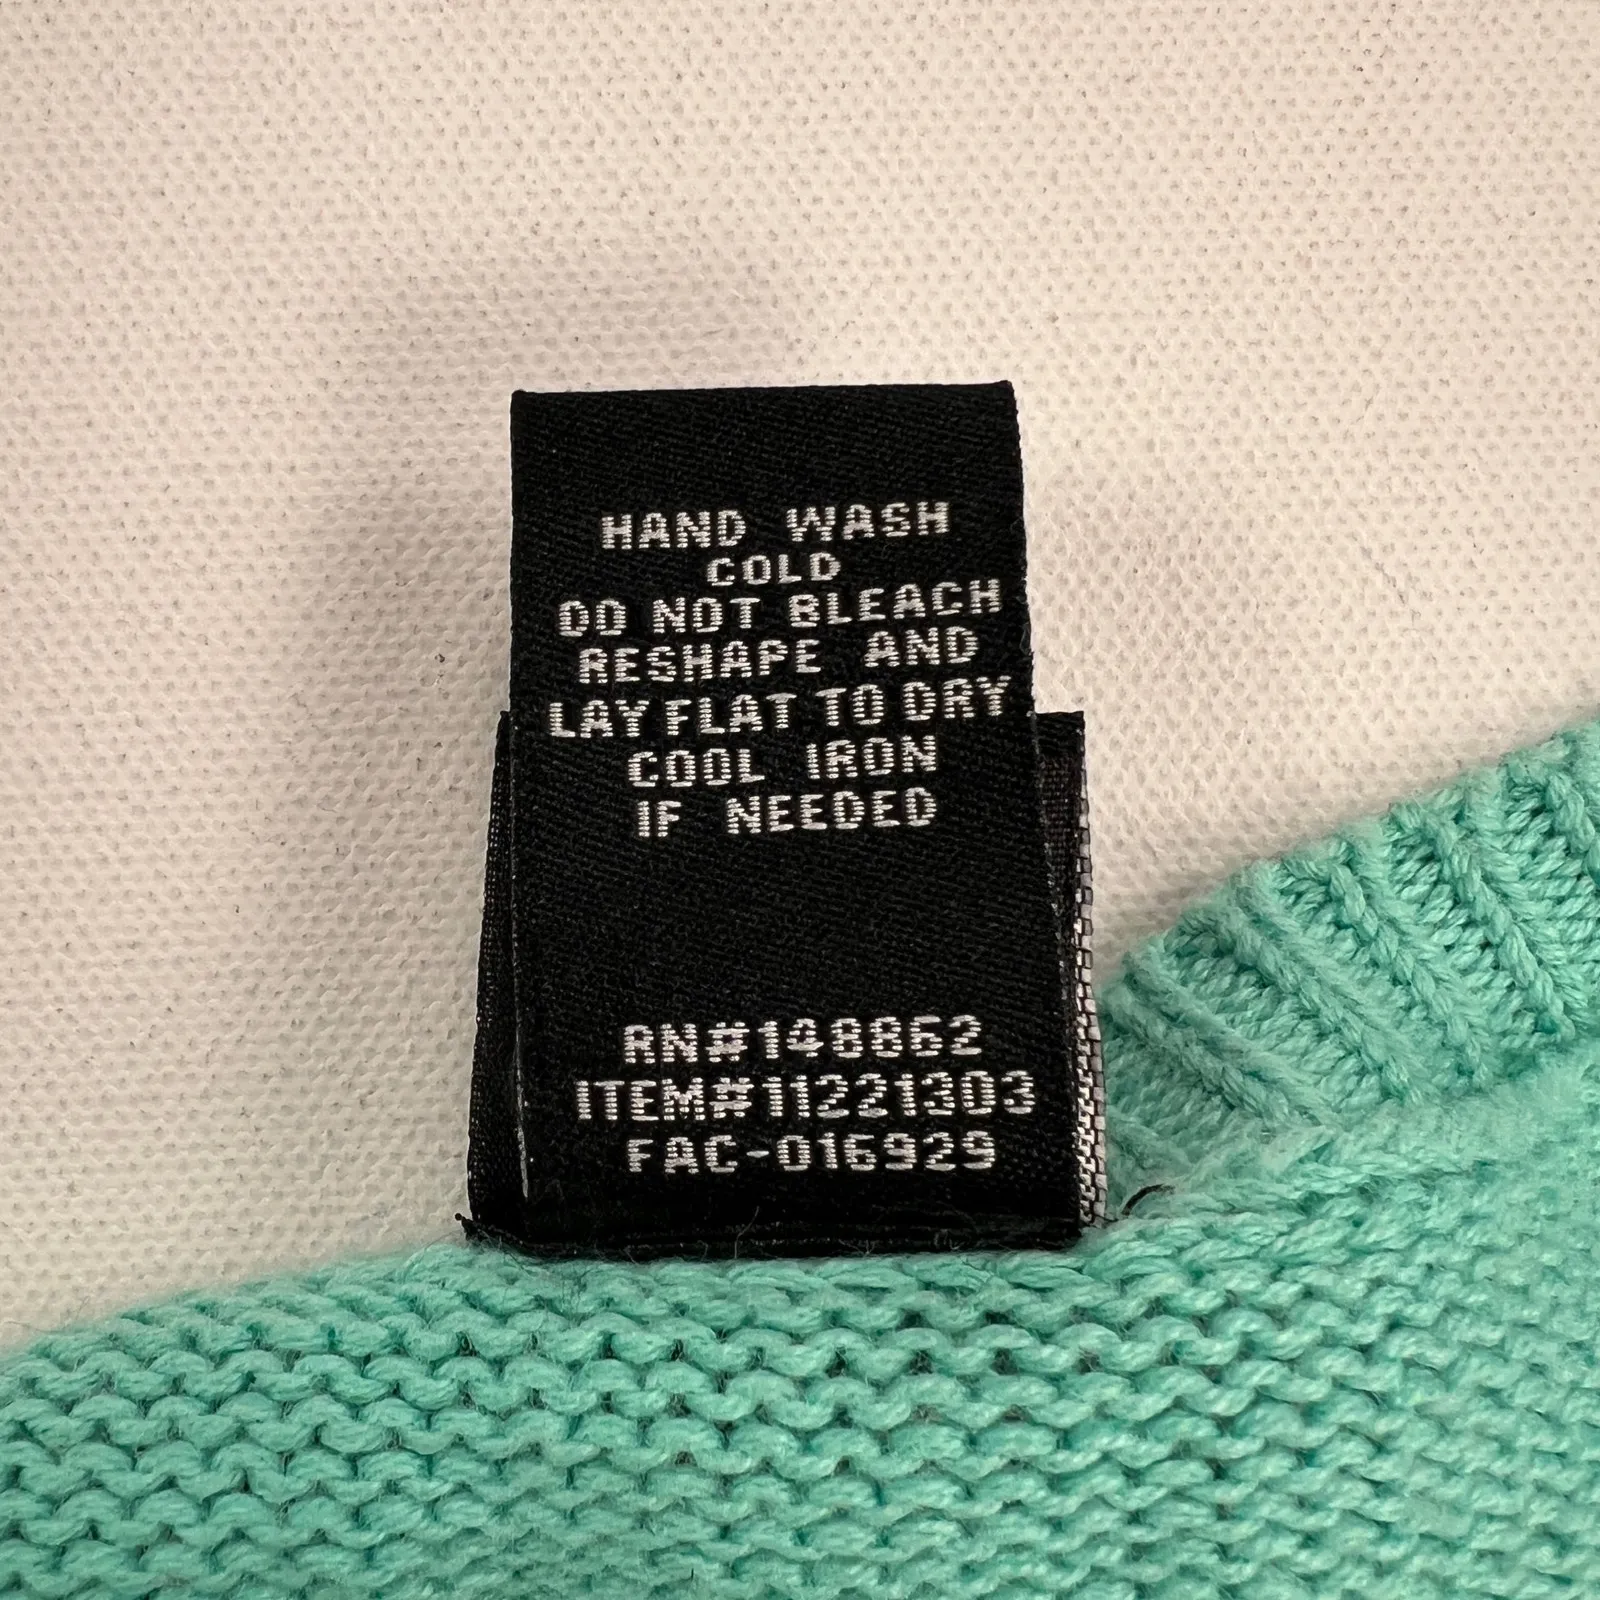 HAND WASH
COLD
DO NOT BLEACH
RESHAPE AND
LAY FLAT TO DRY
COOL IRON
IF NEEDED
RN#148862
ITEM#11221303
FAC-016929